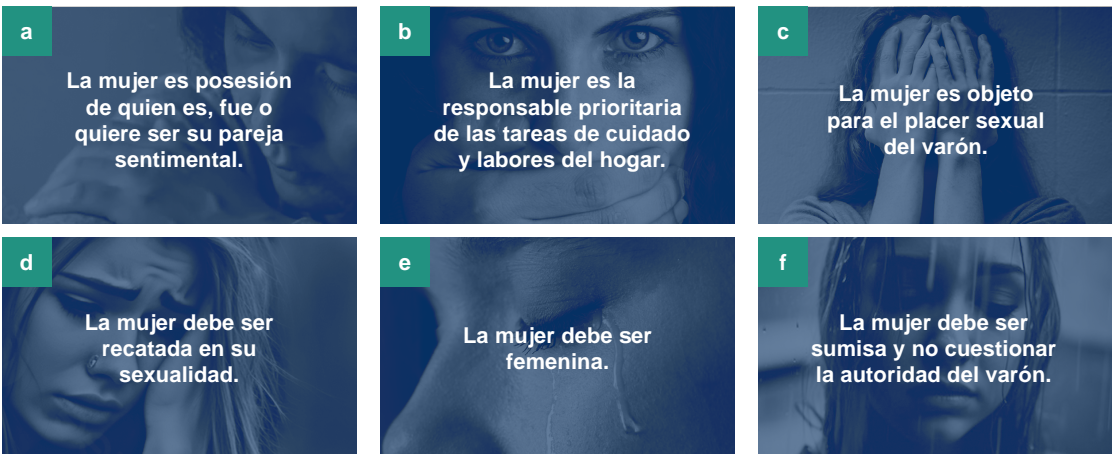 a
La mujer es posesión
de quien es, fue o
quiere ser su pareja
sentimental.
b
La mujer es la
responsable prioritaria
de las tareas de cuidado
y labores del hogar.
c
La mujer es objeto
para el placer sexual
del varón.
d
La mujer debe ser
recatada en su
sexualidad.
e
La mujer debe ser
femenina.
f
La mujer debe ser
sumisa y no cuestionar
la autoridad del varón.